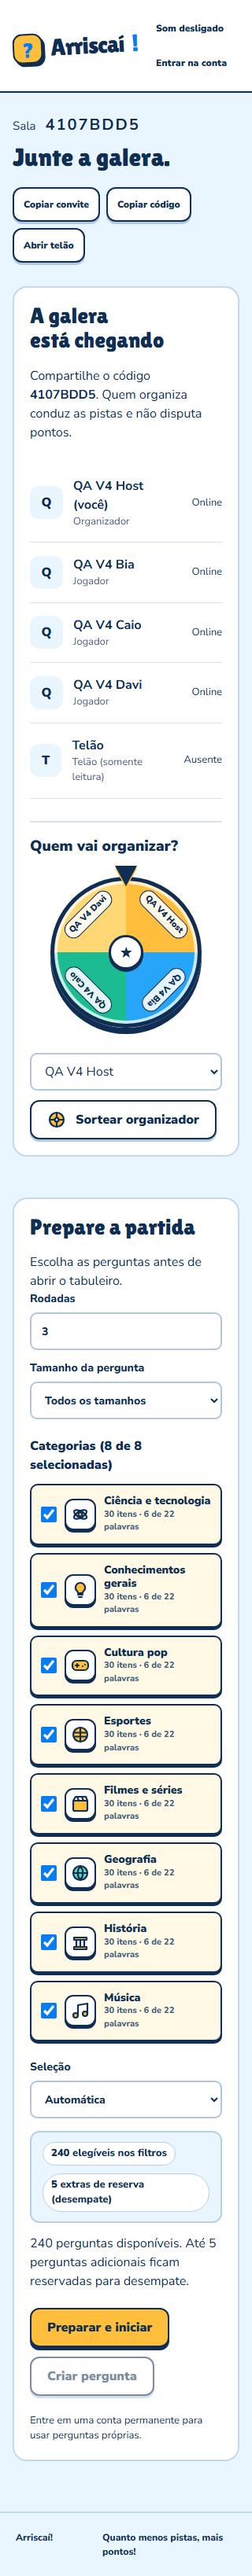 Som desligado
? Arriscaí !
Entrar na conta
Sala 4107BDD5
Junte a galera.
Copiar convite
Copiar código
Abrir telão
A galera
está chegando
Compartilhe o código
4107BDD5. Quem organiza
conduz as pistas e não disputa
pontos.
Q
QA V4 Host
(você)
Organizador
Online
Q
QA V4 Bia
Jogador
Online
Q
QA V4 Caio
Jogador
Online
Q
QA V4 Davi
Jogador
Online
T
Telão
Telão (somente
leitura)
Ausente
Quem vai organizar?
QA V4 Davi
QA V4 Host
QA V4 Caio
QA V4 Bia
QA V4 Host
Sortear organizador
Prepare a partida
Escolha as perguntas antes de
abrir o tabuleiro.
Rodadas
3
Tamanho da pergunta
Todos os tamanhos
Categorias (8 de 8
selecionadas)
Ciência e tecnologia
30 itens · 6 de 22
palavras
Conhecimentos
gerais
30 itens · 6 de 22
palavras
Cultura pop
30 itens · 6 de 22
palavras
Esportes
30 itens · 6 de 22
palavras
Filmes e séries
30 itens · 6 de 22
palavras
Geografia
30 itens · 6 de 22
palavras
História
30 itens · 6 de 22
palavras
Música
30 itens · 6 de 22
palavras
Seleção
Automática
240 elegíveis nos filtros
5 extras de reserva
(desempate)
240 perguntas disponíveis. Até 5
perguntas adicionais ficam
reservadas para desempate.
Preparar e iniciar
Criar pergunta
Entre em uma conta permanente para
usar perguntas próprias.
Arriscaí!
Quanto menos pistas, mais
pontos!